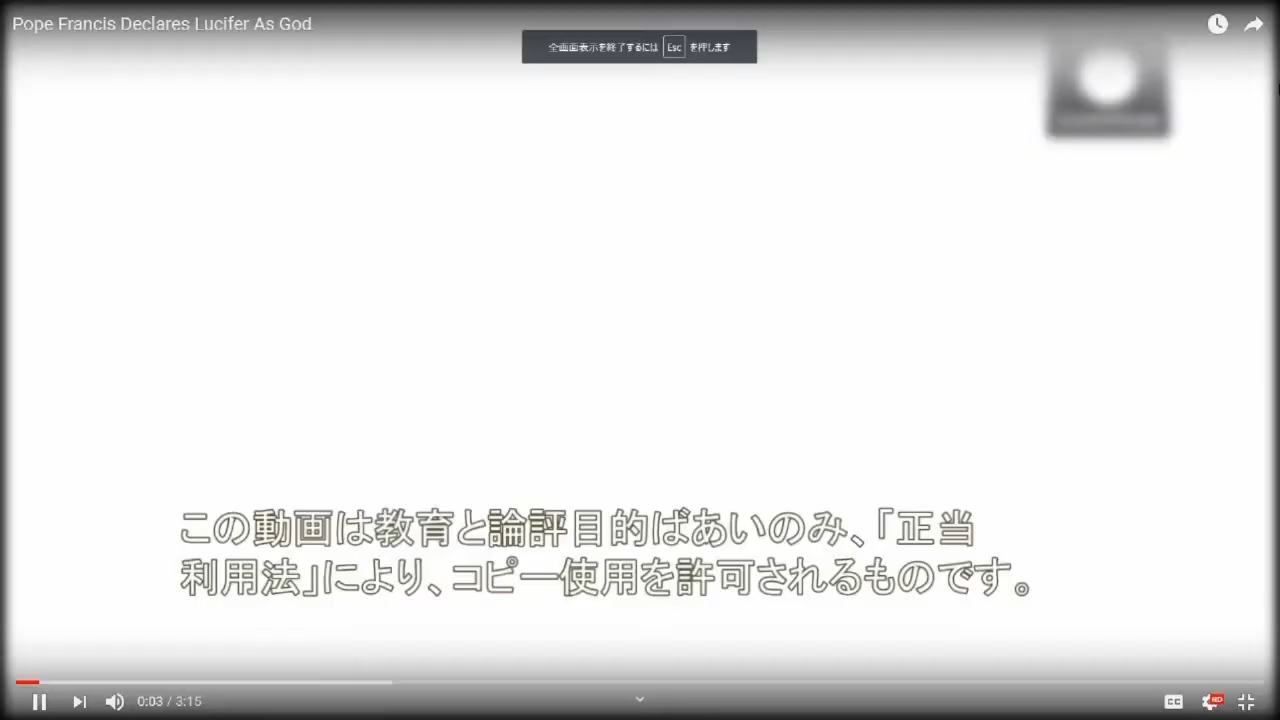 Pope Francis Declares Lucifer As God
全画面表示を終了するには Esc を押します
この動画は教育と論評目的ばあいのみ、「正当
利用法」により、コピー使用を許可されるものです。
0:03 / 3:15
CC
HD